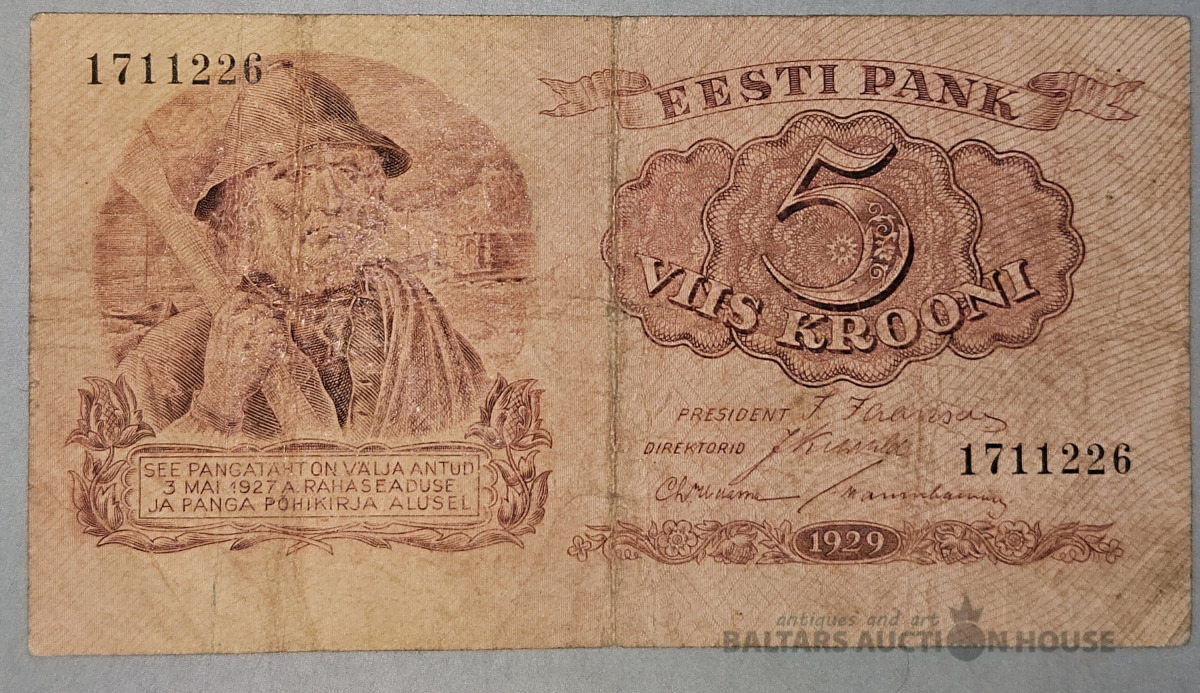 1711226
EESTI PANK
5
VIIS KROONI
PRESIDENT
DIREKTORID
1711226
SEE PANGATÄHT ON VÄLJA ANTUD
3 MAI 1927 A. RAHASEADUSE
JA PANGA PÕHIKIRJA ALUSEL
1929
antiques and art
BALTARS AUCTION HOUSE